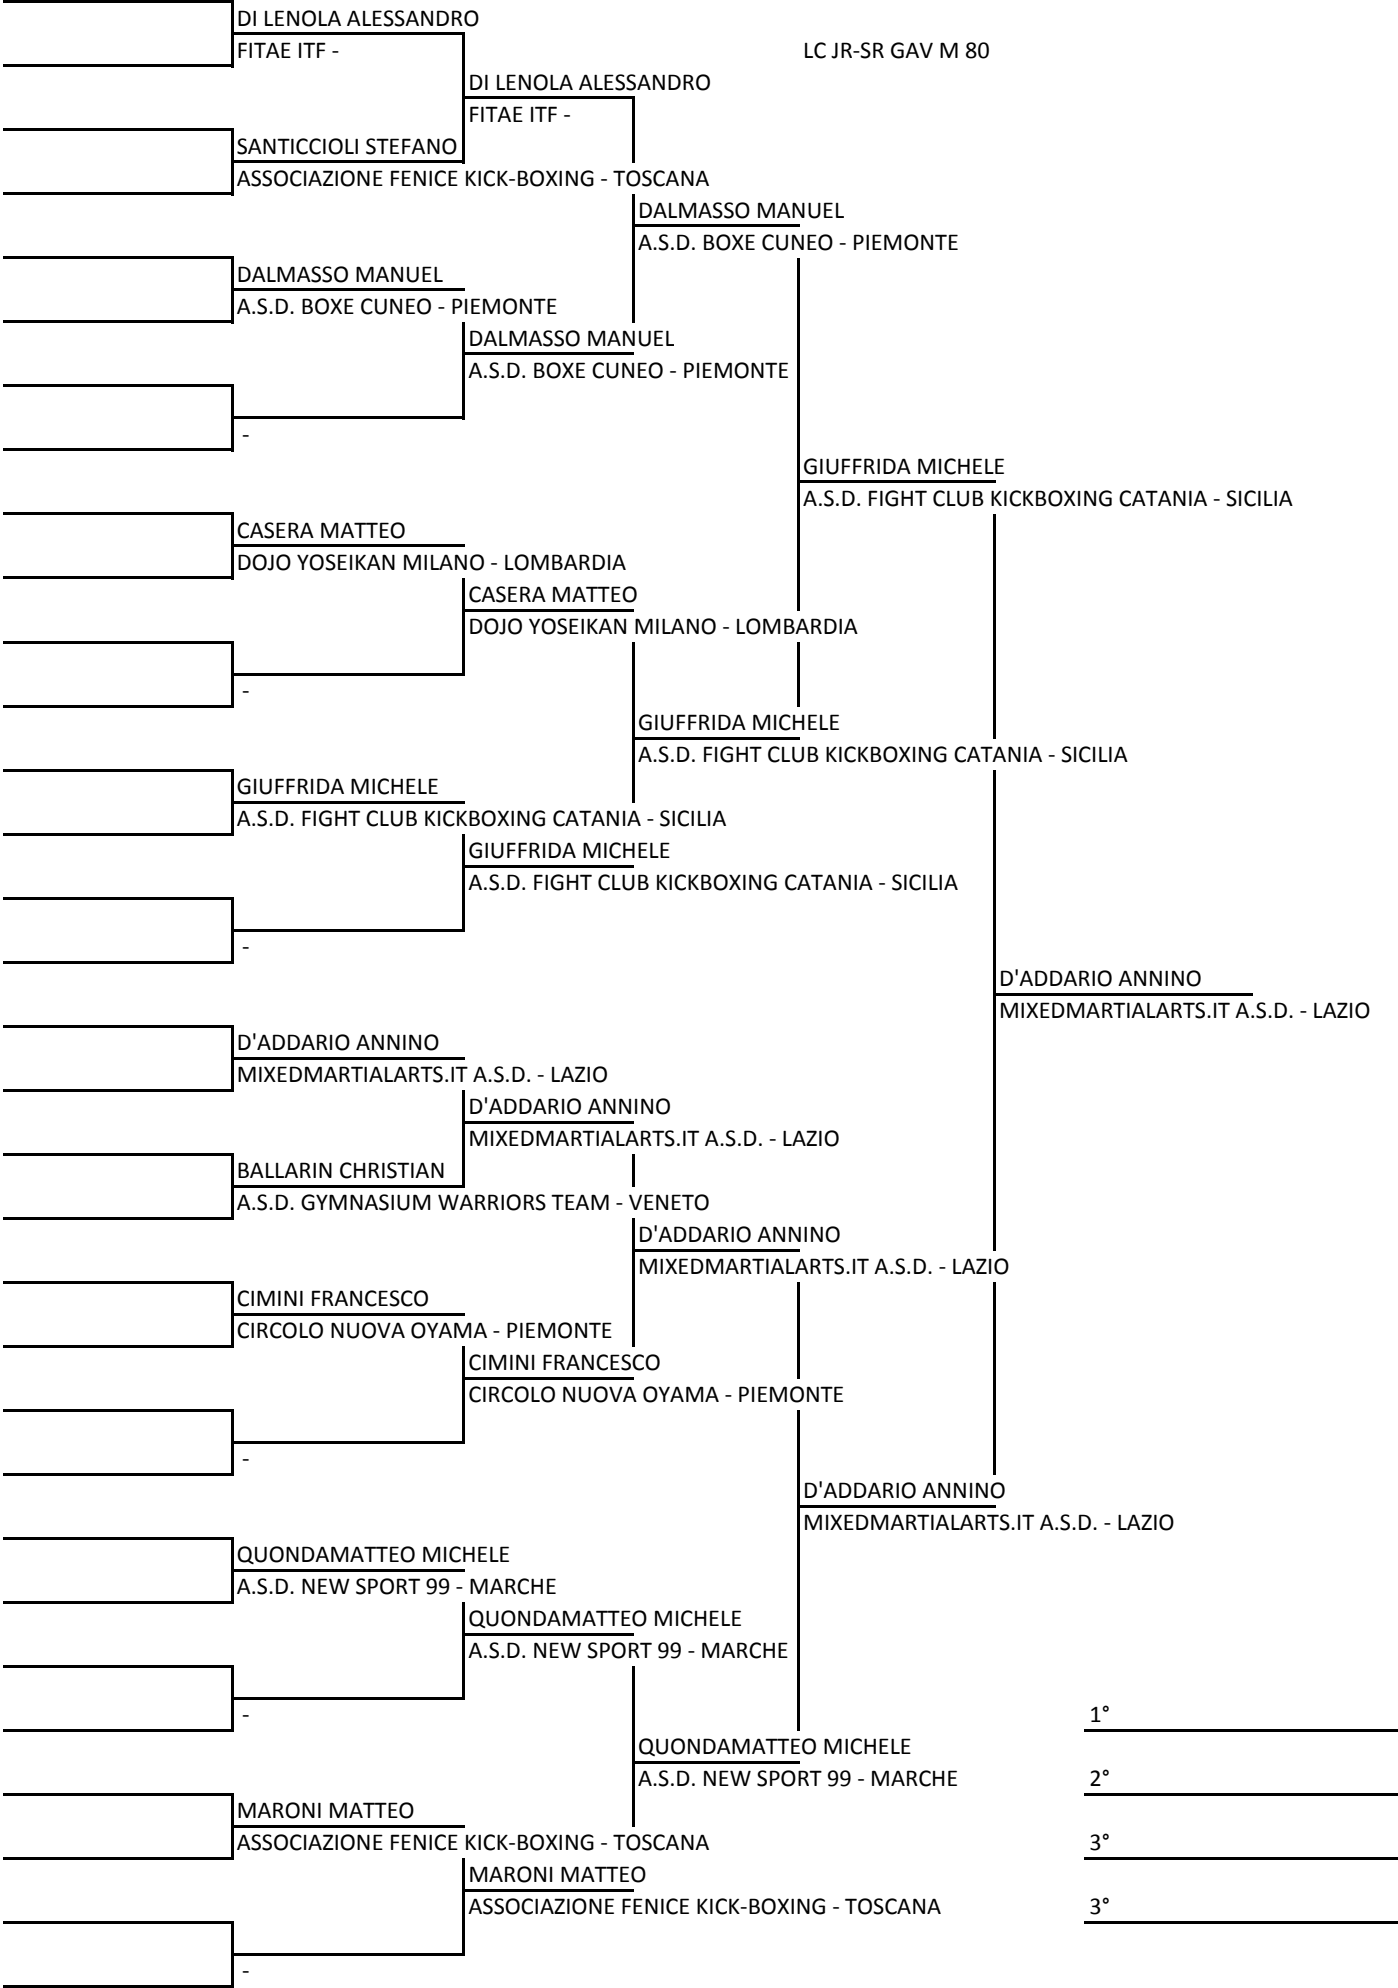 DI LENOLA ALESSANDRO
FITAE ITF -
LC JR-SR GAV M 80
DI LENOLA ALESSANDRO
FITAE ITF -
SANTICCIOLI STEFANO
ASSOCIAZIONE FENICE KICK-BOXING - TOSCANA
DALMASSO MANUEL
A.S.D. BOXE CUNEO - PIEMONTE
DALMASSO MANUEL
A.S.D. BOXE CUNEO - PIEMONTE
DALMASSO MANUEL
A.S.D. BOXE CUNEO - PIEMONTE
-
GIUFFRIDA MICHELE
A.S.D. FIGHT CLUB KICKBOXING CATANIA - SICILIA
CASERA MATTEO
DOJO YOSEIKAN MILANO - LOMBARDIA
CASERA MATTEO
DOJO YOSEIKAN MILANO - LOMBARDIA
-
GIUFFRIDA MICHELE
A.S.D. FIGHT CLUB KICKBOXING CATANIA - SICILIA
GIUFFRIDA MICHELE
A.S.D. FIGHT CLUB KICKBOXING CATANIA - SICILIA
GIUFFRIDA MICHELE
A.S.D. FIGHT CLUB KICKBOXING CATANIA - SICILIA
-
D'ADDARIO ANNINO
MIXEDMARTIALARTS.IT A.S.D. - LAZIO
D'ADDARIO ANNINO
MIXEDMARTIALARTS.IT A.S.D. - LAZIO
D'ADDARIO ANNINO
MIXEDMARTIALARTS.IT A.S.D. - LAZIO
BALLARIN CHRISTIAN
A.S.D. GYMNASIUM WARRIORS TEAM - VENETO
D'ADDARIO ANNINO
MIXEDMARTIALARTS.IT A.S.D. - LAZIO
CIMINI FRANCESCO
CIRCOLO NUOVA OYAMA - PIEMONTE
CIMINI FRANCESCO
CIRCOLO NUOVA OYAMA - PIEMONTE
-
D'ADDARIO ANNINO
MIXEDMARTIALARTS.IT A.S.D. - LAZIO
QUONDAMATTEO MICHELE
A.S.D. NEW SPORT 99 - MARCHE
QUONDAMATTEO MICHELE
A.S.D. NEW SPORT 99 - MARCHE
-
1°
QUONDAMATTEO MICHELE
A.S.D. NEW SPORT 99 - MARCHE
2°
MARONI MATTEO
ASSOCIAZIONE FENICE KICK-BOXING - TOSCANA
3°
MARONI MATTEO
ASSOCIAZIONE FENICE KICK-BOXING - TOSCANA
3°
-